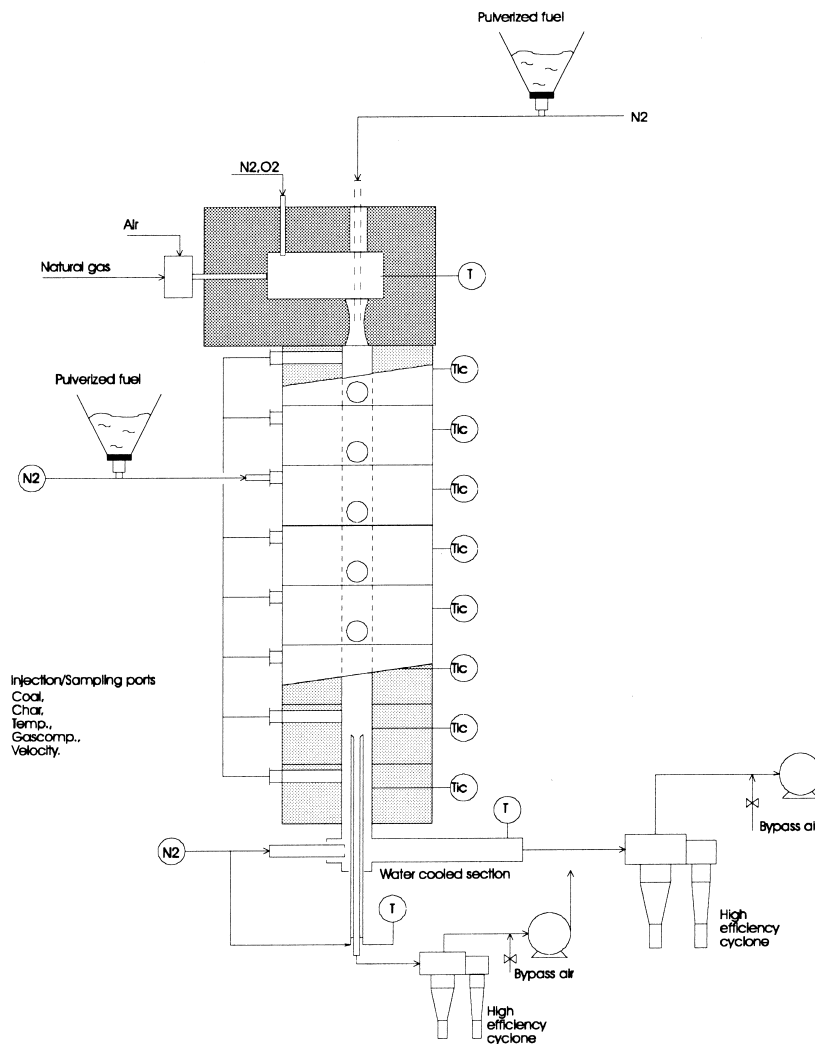 Pulverized fuel
N2
N2,O2
Air
Natural gas
T
Tic
Pulverized fuel
Tic
N2
Tic
Tic
Tic
Tic
Injection/Sampling ports
Coal,
Char,
Temp.,
Gascomp.,
Velocity.
Tic
Tic
T
Bypass air
N2
Water cooled section
T
High
efficiency
cyclone
Bypass air
High
efficiency
cyclone